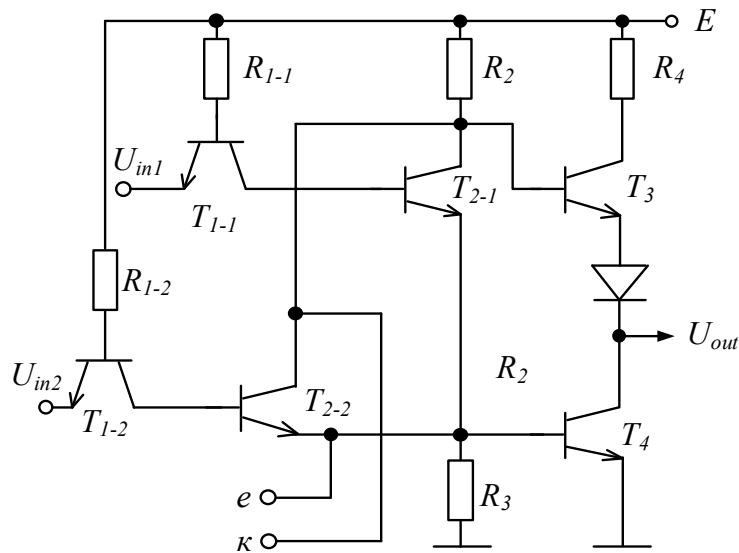 E
R1-1
R2
R4
Uin1
T1-1
T2-1
T3
R1-2
Uin2
T1-2
T2-2
R2
Uout
T4
e
к
R3